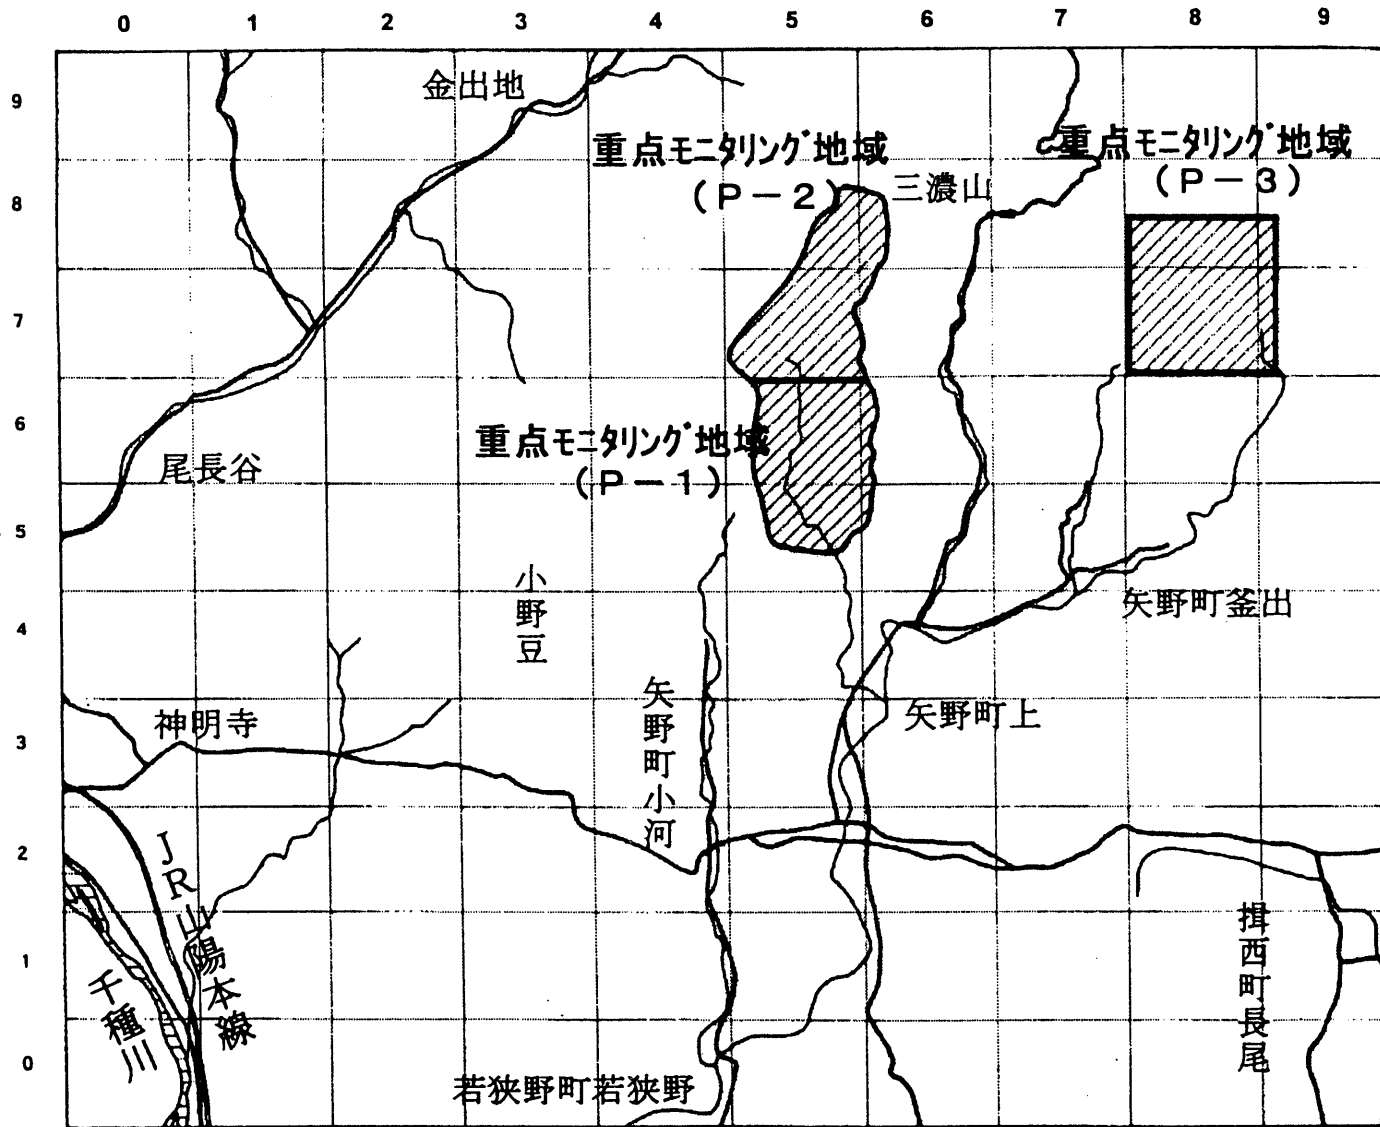 0 1 2 3 4 5 6 7 8 9
9
8
7
6
5
4
3
2
1
0
金出地
重点モニタリング地域
(P-2)
重点モニタリング地域
(P-3)
三濃山
重点モニタリング地域
(P-1)
尾長谷
小野豆
矢野町釜出
矢野町小河
矢野町上
神明寺
JR山陽本線
千種川
揖西町長尾
若狭野町若狭野